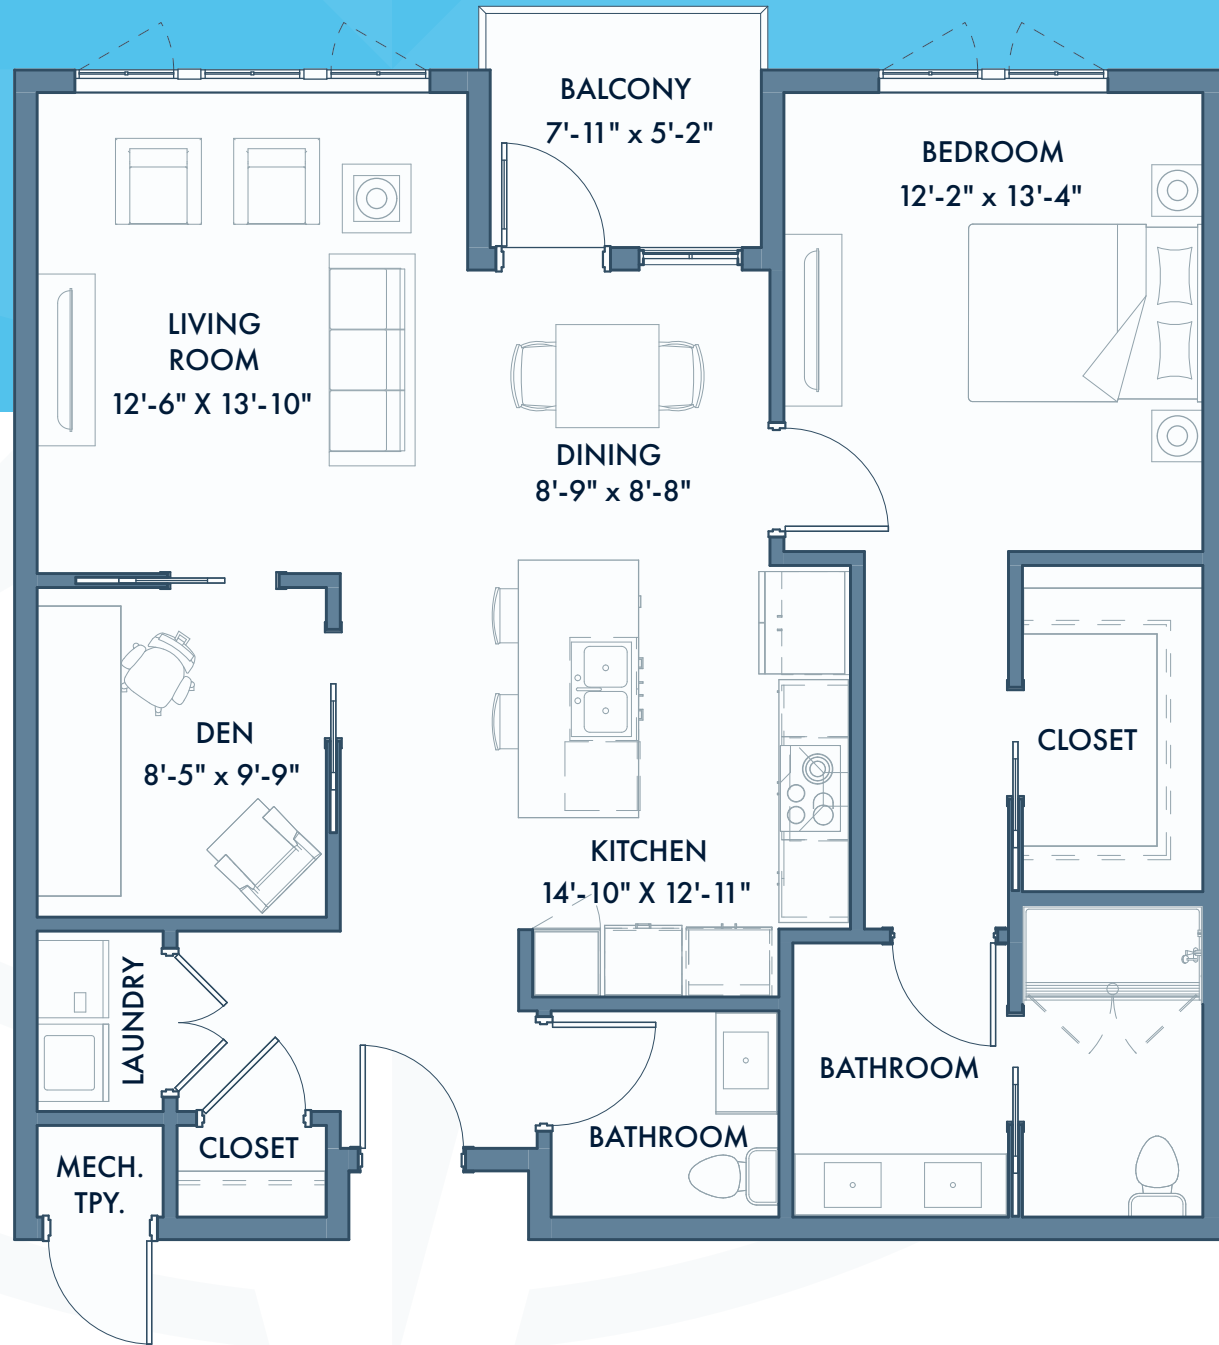 BALCONY
7'-11" x 5'-2"
BEDROOM
12'-2" x 13'-4"
LIVING
ROOM
12'-6" X 13'-10"
DINING
8'-9" x 8'-8"
DEN
8'-5" x 9'-9"
CLOSET
KITCHEN
14'-10" X 12'-11"
LAUNDRY
BATHROOM
BATHROOM
CLOSET
MECH.
TPY.